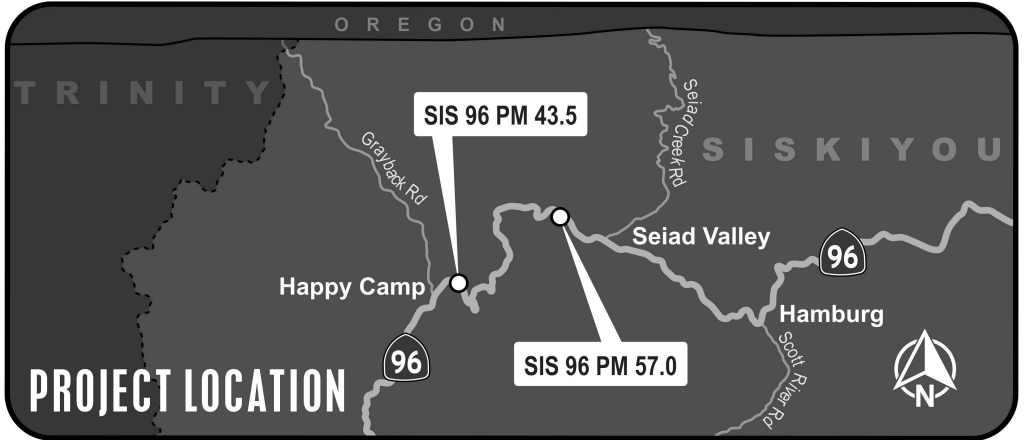 OREGON
TRINITY
SIS 96 PM 43.5
Seiad Creek Rd
Grayback Rd
SISKIYOU
Seiad Valley
96
Happy Camp
Hamburg
96
SIS 96 PM 57.0
Scott River Rd
PROJECT LOCATION
N